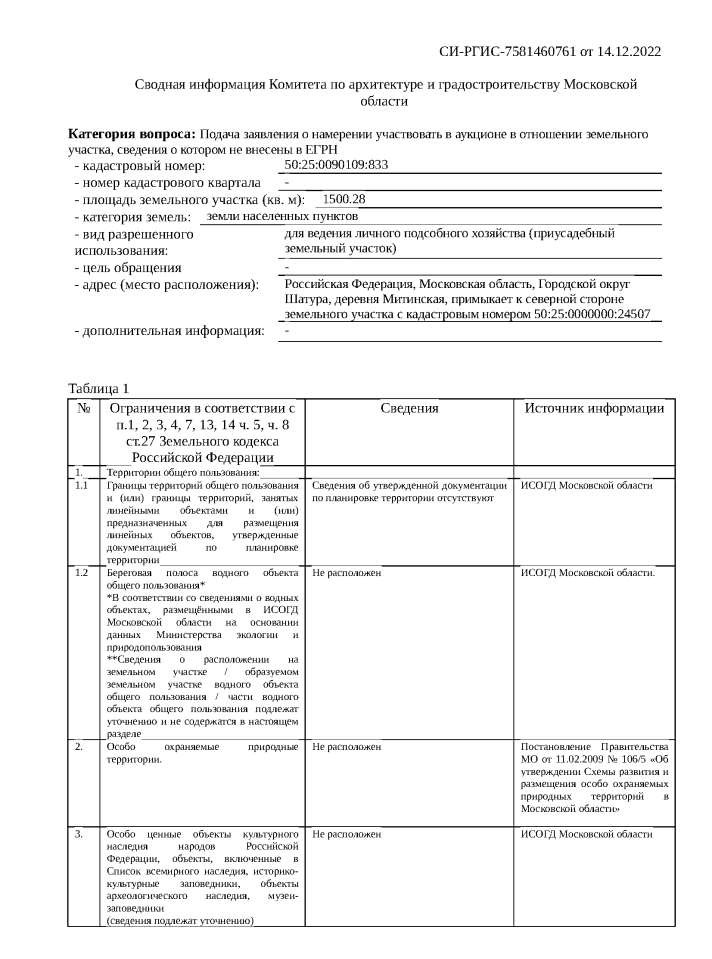 СИ-РГИС-7581460761 от 14.12.2022
Сводная информация Комитета по архитектуре и градостроительству Московской
области
Категория вопроса: Подача заявления о намерении участвовать в аукционе в отношении земельного
участка, сведения о котором не внесены в ЕГРН
- кадастровый номер: 50:25:0090109:833
- номер кадастрового квартала -
- площадь земельного участка (кв. м): 1500.28
- категория земель: земли населенных пунктов
- вид разрешенного
использования:
для ведения личного подсобного хозяйства (приусадебный
земельный участок)
- цель обращения -
- адрес (место расположения): Российская Федерация, Московская область, Городской округ
Шатура, деревня Митинская, примыкает к северной стороне
земельного участка с кадастровым номером 50:25:0000000:24507
- дополнительная информация: -
Таблица 1
№ Ограничения в соответствии с
п.1, 2, 3, 4, 7, 13, 14 ч. 5, ч. 8
ст.27 Земельного кодекса
Российской Федерации
Сведения
Источник информации
1. Территории общего пользования:
1.1 Границы территорий общего пользования
и (или) границы территорий, занятых
линейными объектами и (или)
предназначенных для размещения
линейных объектов, утвержденные
документацией по планировке
территории
Сведения об утвержденной документации
по планировке территории отсутствуют
ИСОГД Московской области
1.2 Береговая полоса водного объекта
общего пользования*
*В соответствии со сведениями о водных
объектах, размещёнными в ИСОГД
Московской области на основании
данных Министерства экологии и
природопользования
**Сведения о расположении на
земельном участке / образуемом
земельном участке водного объекта
общего пользования / части водного
объекта общего пользования подлежат
уточнению и не содержатся в настоящем
разделе
Не расположен
ИСОГД Московской области.
2. Особо охраняемые природные
территории.
Не расположен
Постановление Правительства
МО от 11.02.2009 № 106/5 «Об
утверждении Схемы развития и
размещения особо охраняемых
природных территорий в
Московской области»
3. Особо ценные объекты культурного
наследия народов Российской
Федерации, объекты, включенные в
Список всемирного наследия, историко-
культурные заповедники, объекты
археологического наследия, музеи-
заповедники
(сведения подлежат уточнению)
Не расположен
ИСОГД Московской области